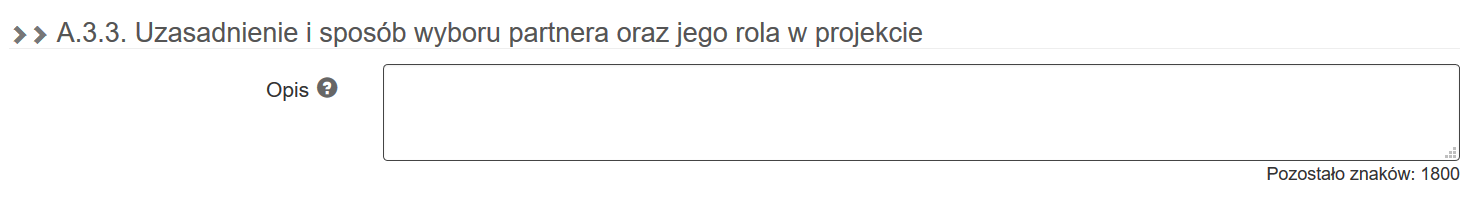 A.3.3. Uzasadnienie i sposób wyboru partnera oraz jego rola w projekcie
Opis ?
Pozostało znaków: 1800